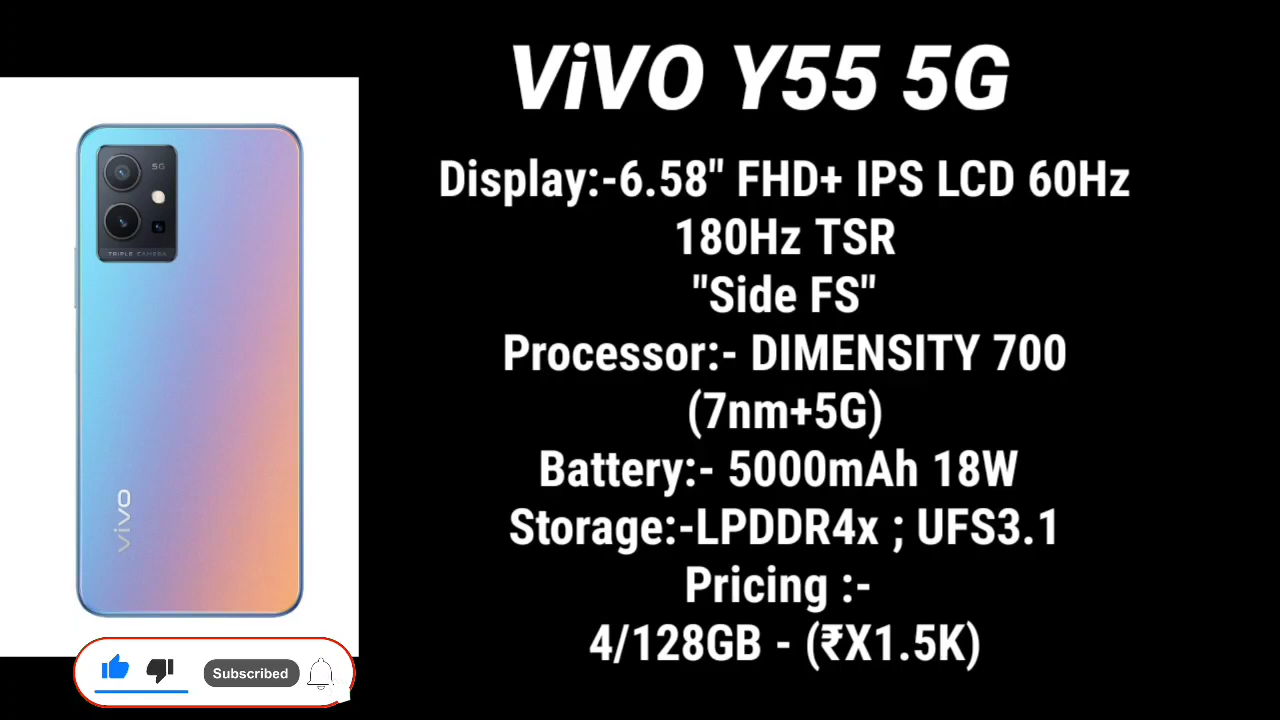 ViVO Y55 5G
Display:-6.58" FHD+ IPS LCD 60Hz
180Hz TSR
"Side FS"
Processor:- DIMENSITY 700
(7nm+5G)
Battery:- 5000mAh 18W
Storage:-LPDDR4x ; UFS3.1
Pricing :-
4/128GB - (₹X1.5K)
5G
TRIPLE CAMERA
vivo
Subscribed